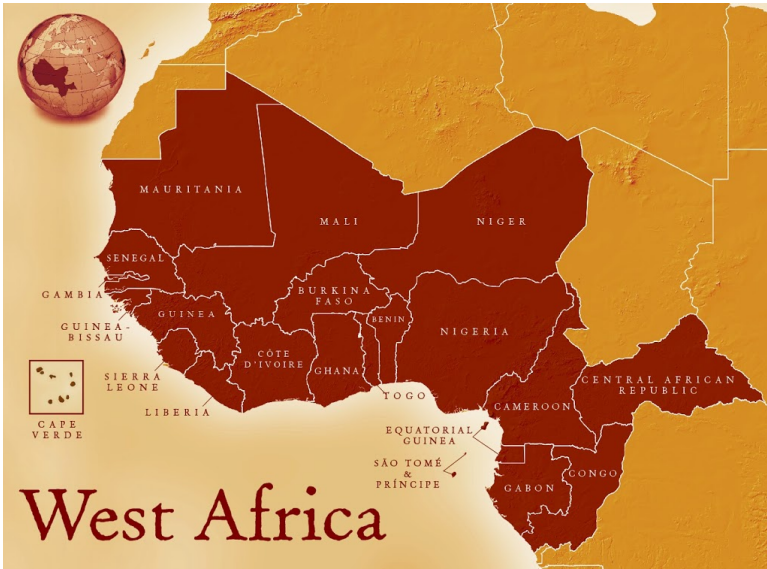 MAURITANIA
MALI
NIGER
SENEGAL
GAMBIA
BURKINA
FASO
GUINEA
GUINEA-
BISSAU
BENIN
NIGERIA
CÔTE
D'IVOIRE
GHANA
SIERRA
LEONE
CENTRAL AFRICAN
REPUBLIC
TOGO
LIBERIA
CAMEROON
CAPE
VERDE
EQUATORIAL
GUINEA
SÃO TOMÉ
&
PRÍNCIPE
CONGO
GABON
West Africa